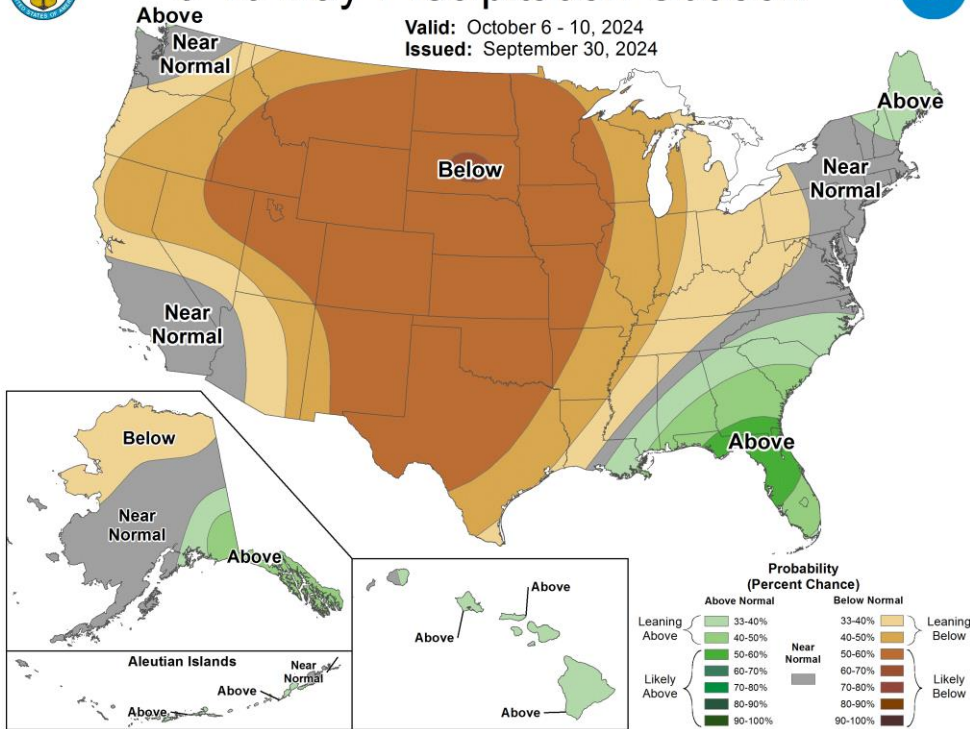 Valid: October 6 - 10, 2024
Issued: September 30, 2024
Above
Near
Normal
Below
Above
Near
Normal
Near
Normal
Above
Below
Near
Normal
Above
Aleutian Islands
Near
Normal
Above
Above
Above
Above
Above
Probability
(Percent Chance)
Above Normal
Below Normal
Leaning
Above
33-40%
40-50%
Likely
Above
50-60%
60-70%
70-80%
80-90%
90-100%
Near
Normal
33-40%
40-50%
Leaning
Below
50-60%
60-70%
70-80%
80-90%
90-100%
Likely
Below